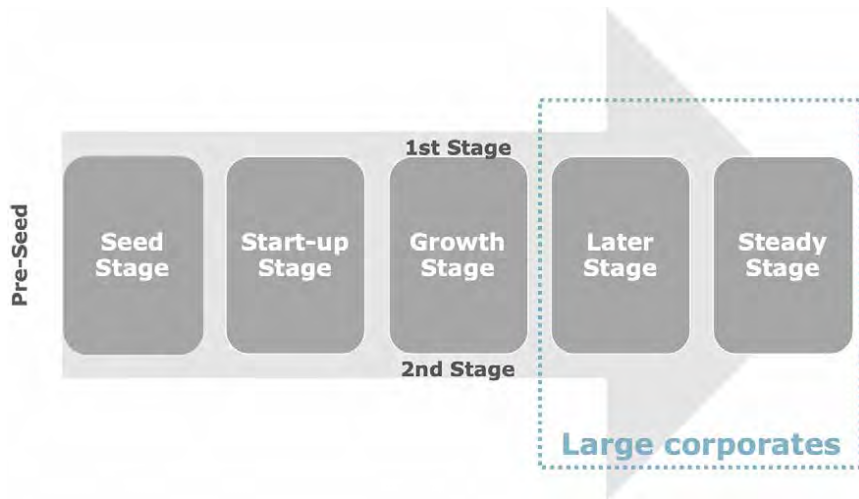 Pre-Seed
Seed
Stage
Start-up
Stage
1st Stage
Growth
Stage
2nd Stage
Later
Stage
Steady
Stage
Large corporates